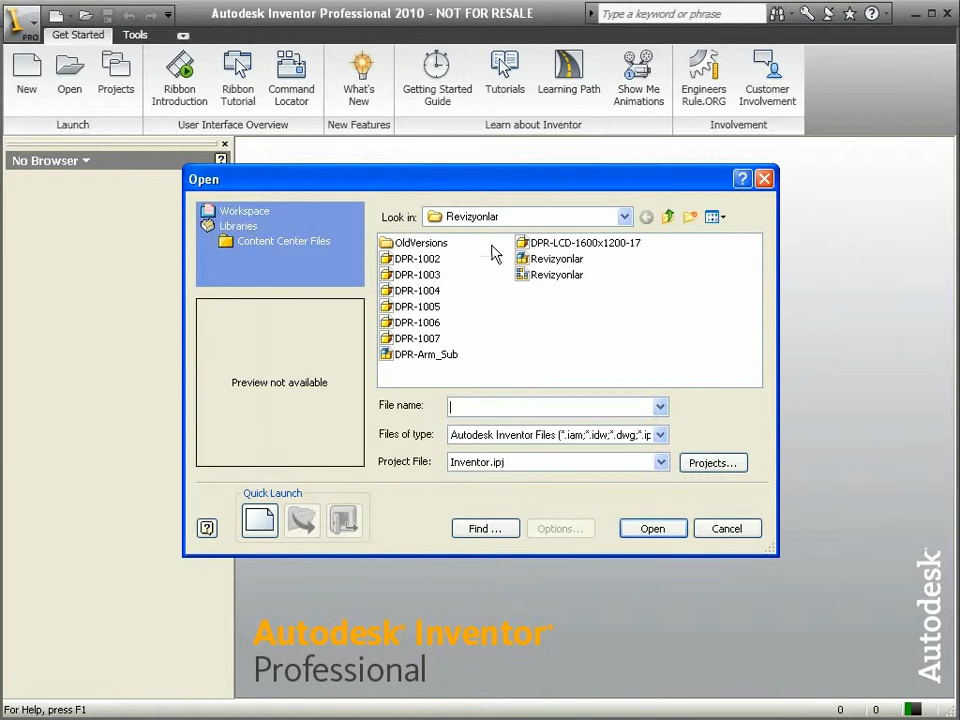 Autodesk Inventor Professional 2010 - NOT FOR RESALE
Type a keyword or phrase
PRO
Get Started
Tools
New
Open
Projects
Ribbon Introduction
Ribbon Tutorial
Command Locator
What's New
Getting Started Guide
Tutorials
Learning Path
Show Me Animations
Engineers Rule.ORG
Customer Involvement
Launch
User Interface Overview
New Features
Learn about Inventor
Involvement
No Browser
Open
Workspace
Libraries
Content Center Files
Look in:
Revizyonlar
OldVersions
DPR-1002
DPR-1003
DPR-1004
DPR-1005
DPR-1006
DPR-1007
DPR-Arm_Sub
DPR-LCD-1600x1200-17
Revizyonlar
Revizyonlar
Preview not available
File name:
Files of type:
Autodesk Inventor Files (*.iam;*.idw;*.dwg;*.ip
Project File:
Inventor.ipj
Projects...
Quick Launch
Find ...
Options...
Open
Cancel
Autodesk® Inventor®
Professional
Autodesk®
For Help, press F1
0
0